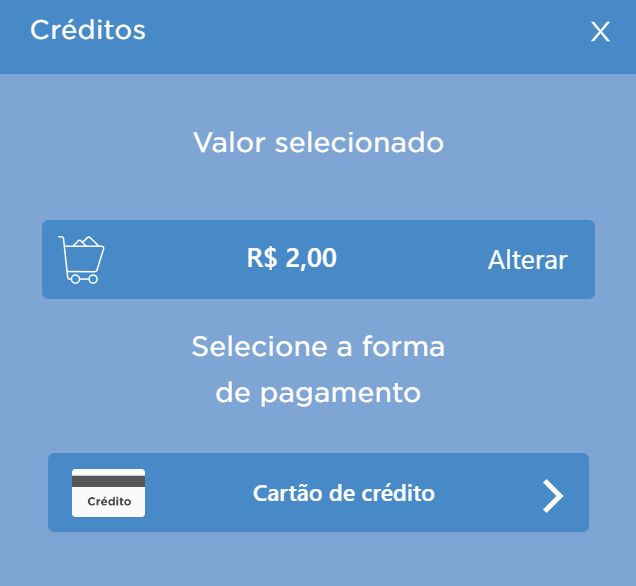 Créditos
X
Valor selecionado
R$ 2,00
Alterar
Selecione a forma
de pagamento
Crédito
Cartão de crédito